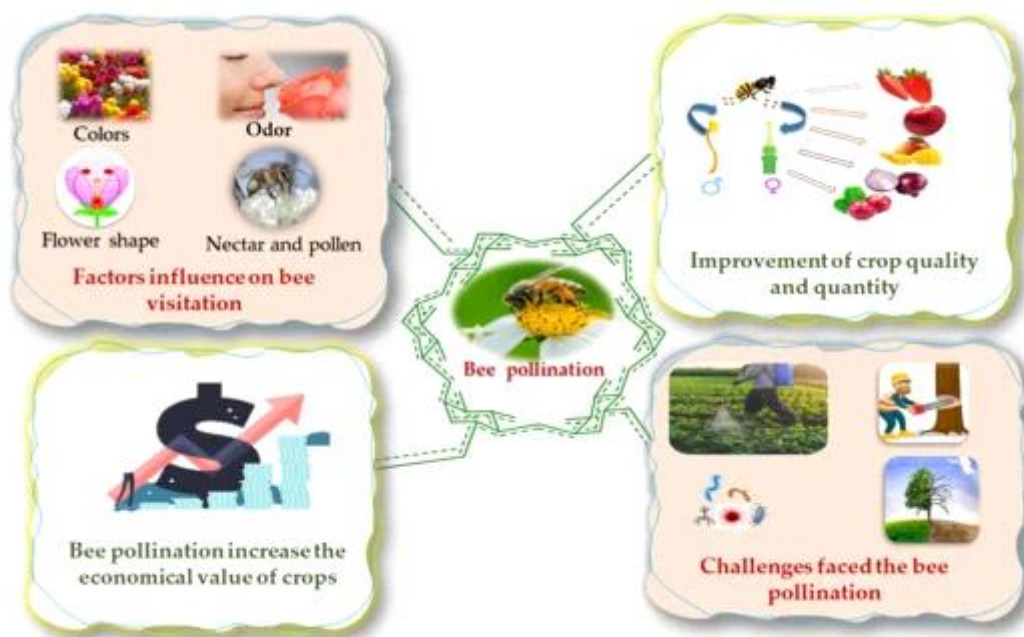 Colors
Odor
Flower shape
Nectar and pollen
Factors influence on bee
visitation
Improvement of crop quality
and quantity
Bee pollination
Bee pollination increase the
economical value of crops
Challenges faced the bee
pollination